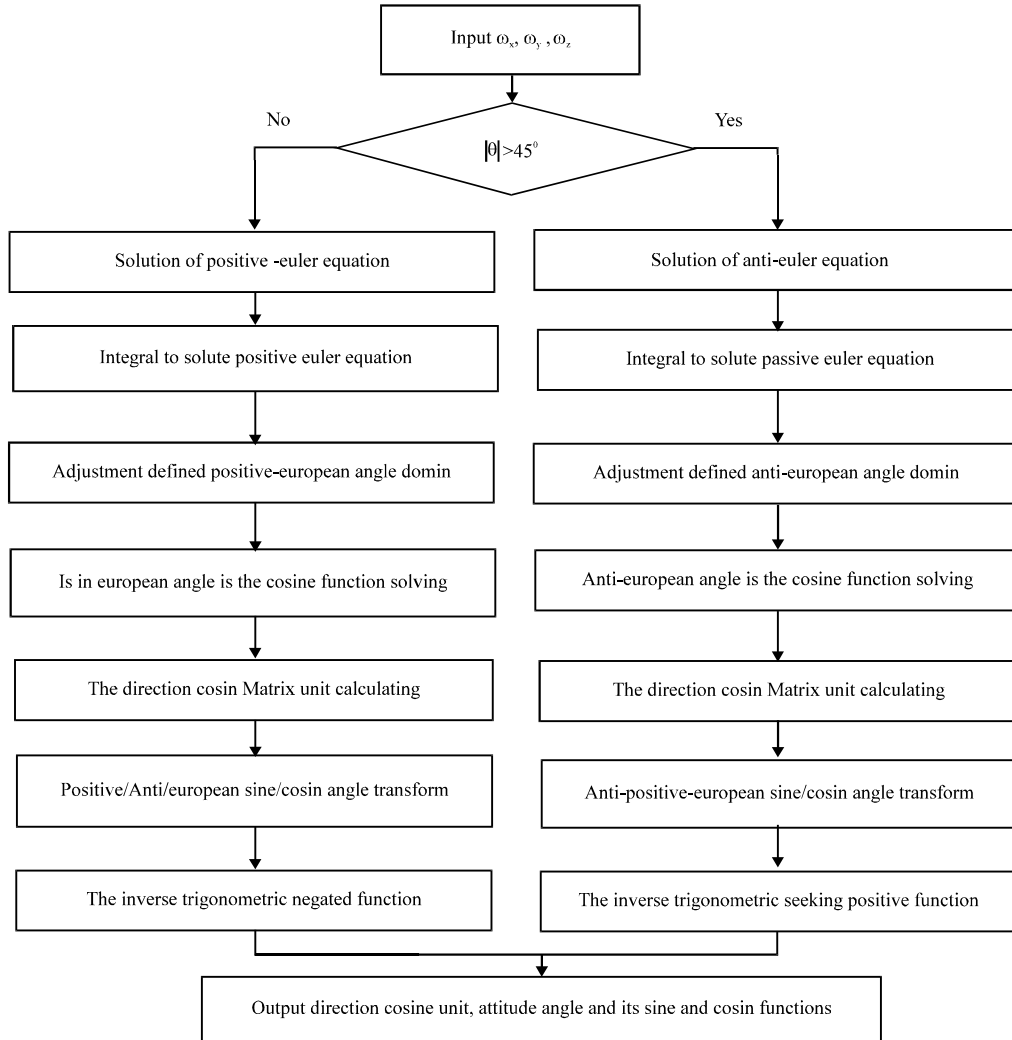 Input ωx, ωy ,ωz
No
Yes
|θ|>45⁰
Solution of positive -euler equation
Solution of anti-euler equation
Integral to solute positive euler equation
Integral to solute passive euler equation
Adjustment defined positive-european angle domin
Adjustment defined anti-european angle domin
Is in european angle is the cosine function solving
Anti-european angle is the cosine function solving
The direction cosin Matrix unit calculating
The direction cosin Matrix unit calculating
Positive/Anti/european sine/cosin angle transform
Anti-positive-european sine/cosin angle transform
The inverse trigonometric negated function
The inverse trigonometric seeking positive function
Output direction cosine unit, attitude angle and its sine and cosin functions